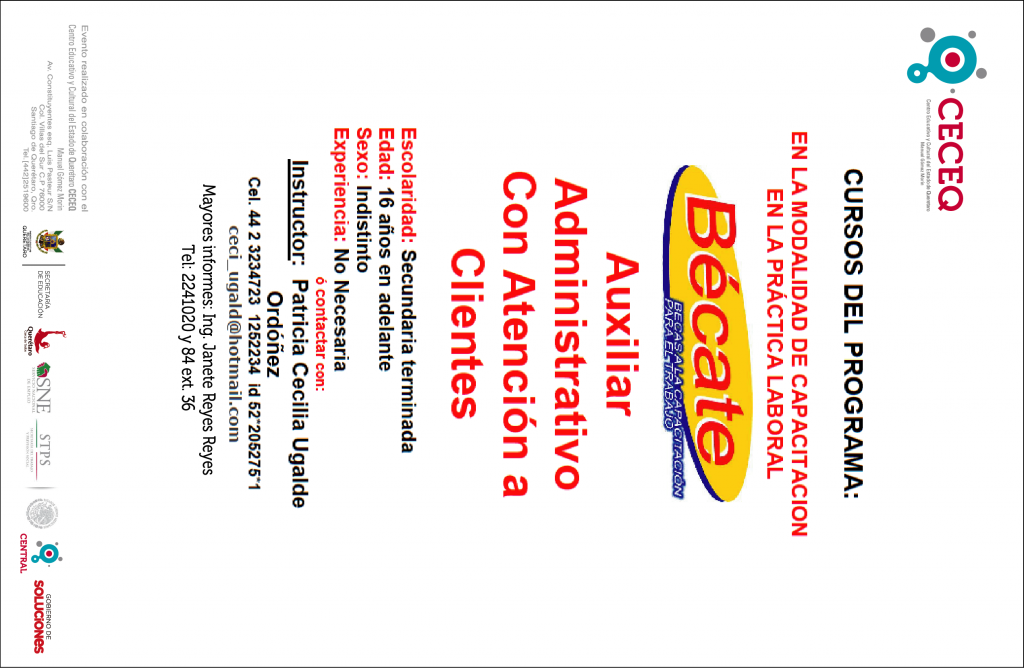 CECEQ
Centro Educativo y Cultural del Estado de Querétaro
Manuel Gómez Morin
CURSOS DEL PROGRAMA:
EN LA MODALIDAD DE CAPACITACION
EN LA PRÁCTICA LABORAL
Bécate
BECAS A LA CAPACITACIÓN
PARA EL TRABAJO
Auxiliar
Administrativo
Con Atención a
Clientes
Escolaridad: Secundaria terminada
Edad: 16 años en adelante
Sexo: Indistinto
Experiencia: No Necesaria
ó contactar con:
Instructor: Patricia Cecilia Ugalde
Ordóñez
Cel. 44 2 3234723 1252234 id 62*205275*1
ceci_ugald@hotmail.com
Mayores informes: Ing. Janete Reyes Reyes
Tel: 2241020 y 84 ext. 36
Evento realizado en colaboración con el
Centro Educativo y Cultural del Estado de Querétaro CECEQ
Manual Gómez Morin
Av. Constituyentes esq. Luis Pasteur S/N
Col. Villas del Sur C.P 76000
Santiago de Querétaro, Qro.
Tel. (442)2519600
QUERÉTARO
SECRETARÍA
DE EDUCACIÓN
Querétaro
SNE
STPS
CENTRAL
GOBIERNO DE
SOLUCIONES